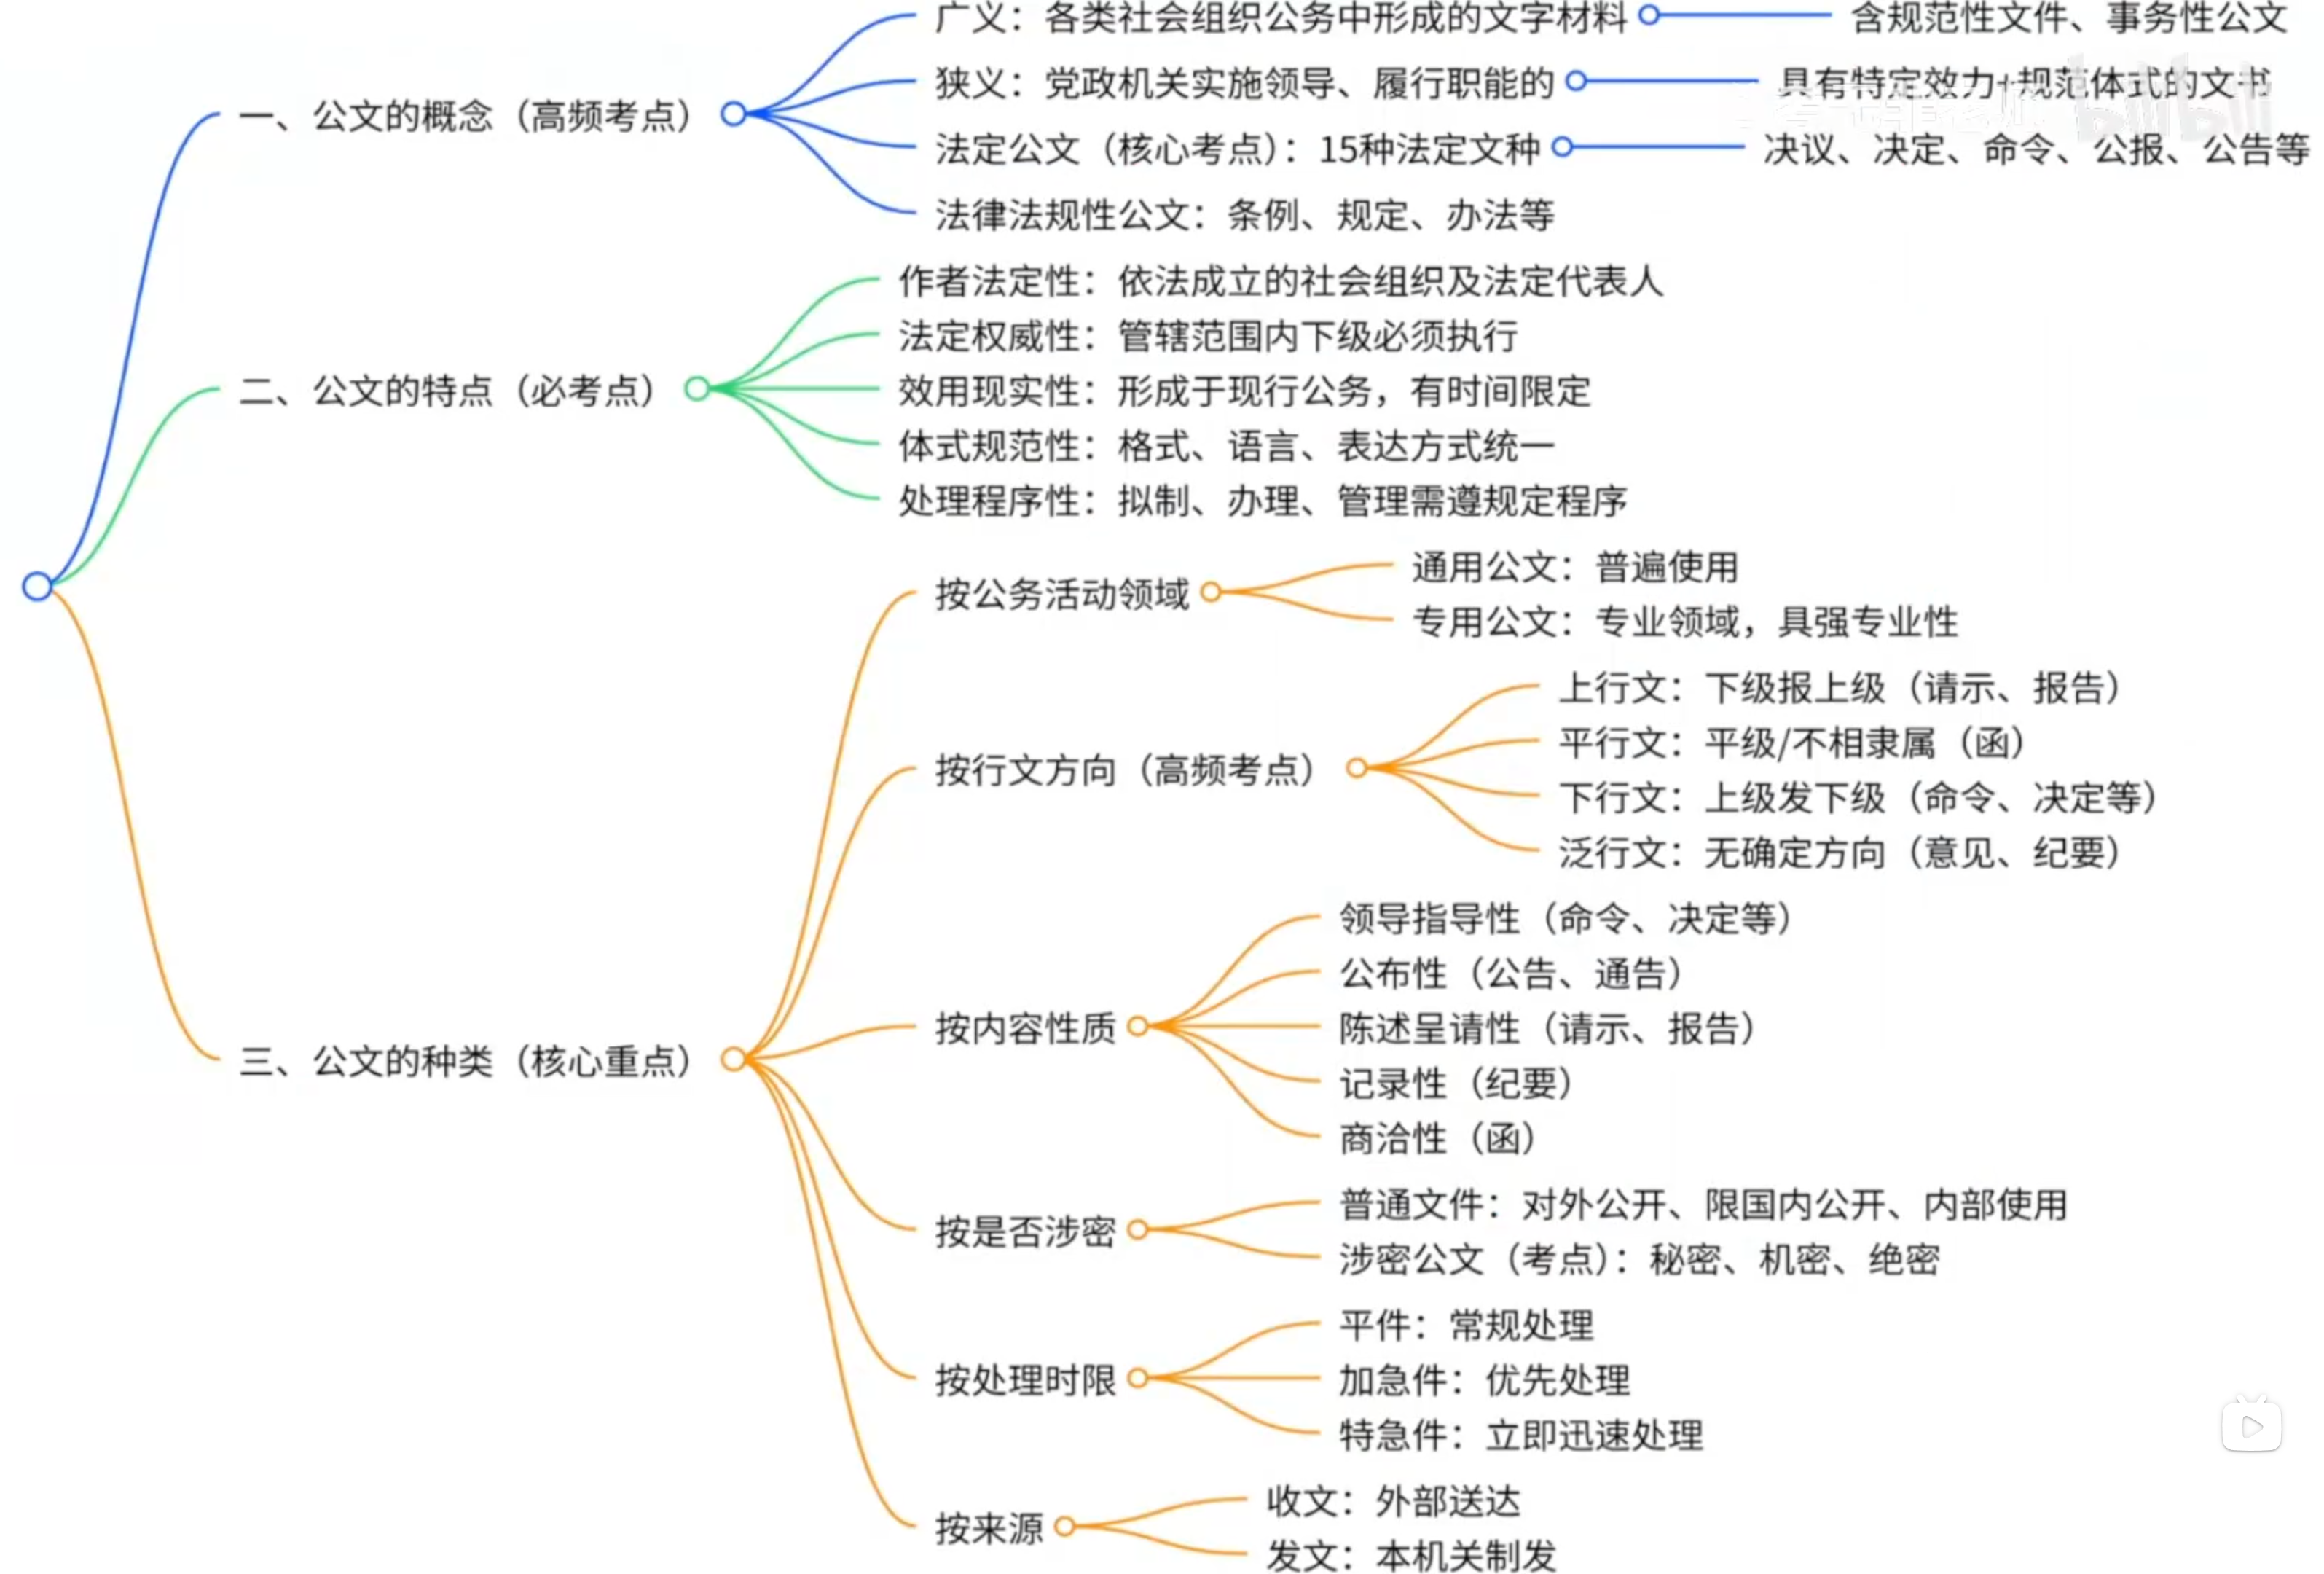 广义：各类社会组织公务中形成的文字材料
含规范性文件、事务性公文
狭义：党政机关实施领导、履行职能的
具有特定效力+规范体式的文书
一、公文的概念（高频考点）
法定公文（核心考点）：15种法定文种
决议、决定、命令、公报、公告等
法律法规性公文：条例、规定、办法等
作者法定性：依法成立的社会组织及法定代表人
法定权威性：管辖范围内下级必须执行
二、公文的特点（必考点）
效用现实性：形成于现行公务，有时间限定
体式规范性：格式、语言、表达方式统一
处理程序性：拟制、办理、管理需遵规定程序
三、公文的种类（核心重点）
按公务活动领域
通用公文：普遍使用
专用公文：专业领域，具强专业性
按行文方向（高频考点）
上行文：下级报上级（请示、报告）
平行文：平级/不相隶属（函）
下行文：上级发下级（命令、决定等）
泛行文：无确定方向（意见、纪要）
按内容性质
领导指导性（命令、决定等）
公布性（公告、通告）
陈述呈请性（请示、报告）
记录性（纪要）
商洽性（函）
按是否涉密
普通文件：对外公开、限国内公开、内部使用
涉密公文（考点）：秘密、机密、绝密
按处理时限
平件：常规处理
加急件：优先处理
特急件：立即迅速处理
按来源
收文：外部送达
发文：本机关制发
bilibili